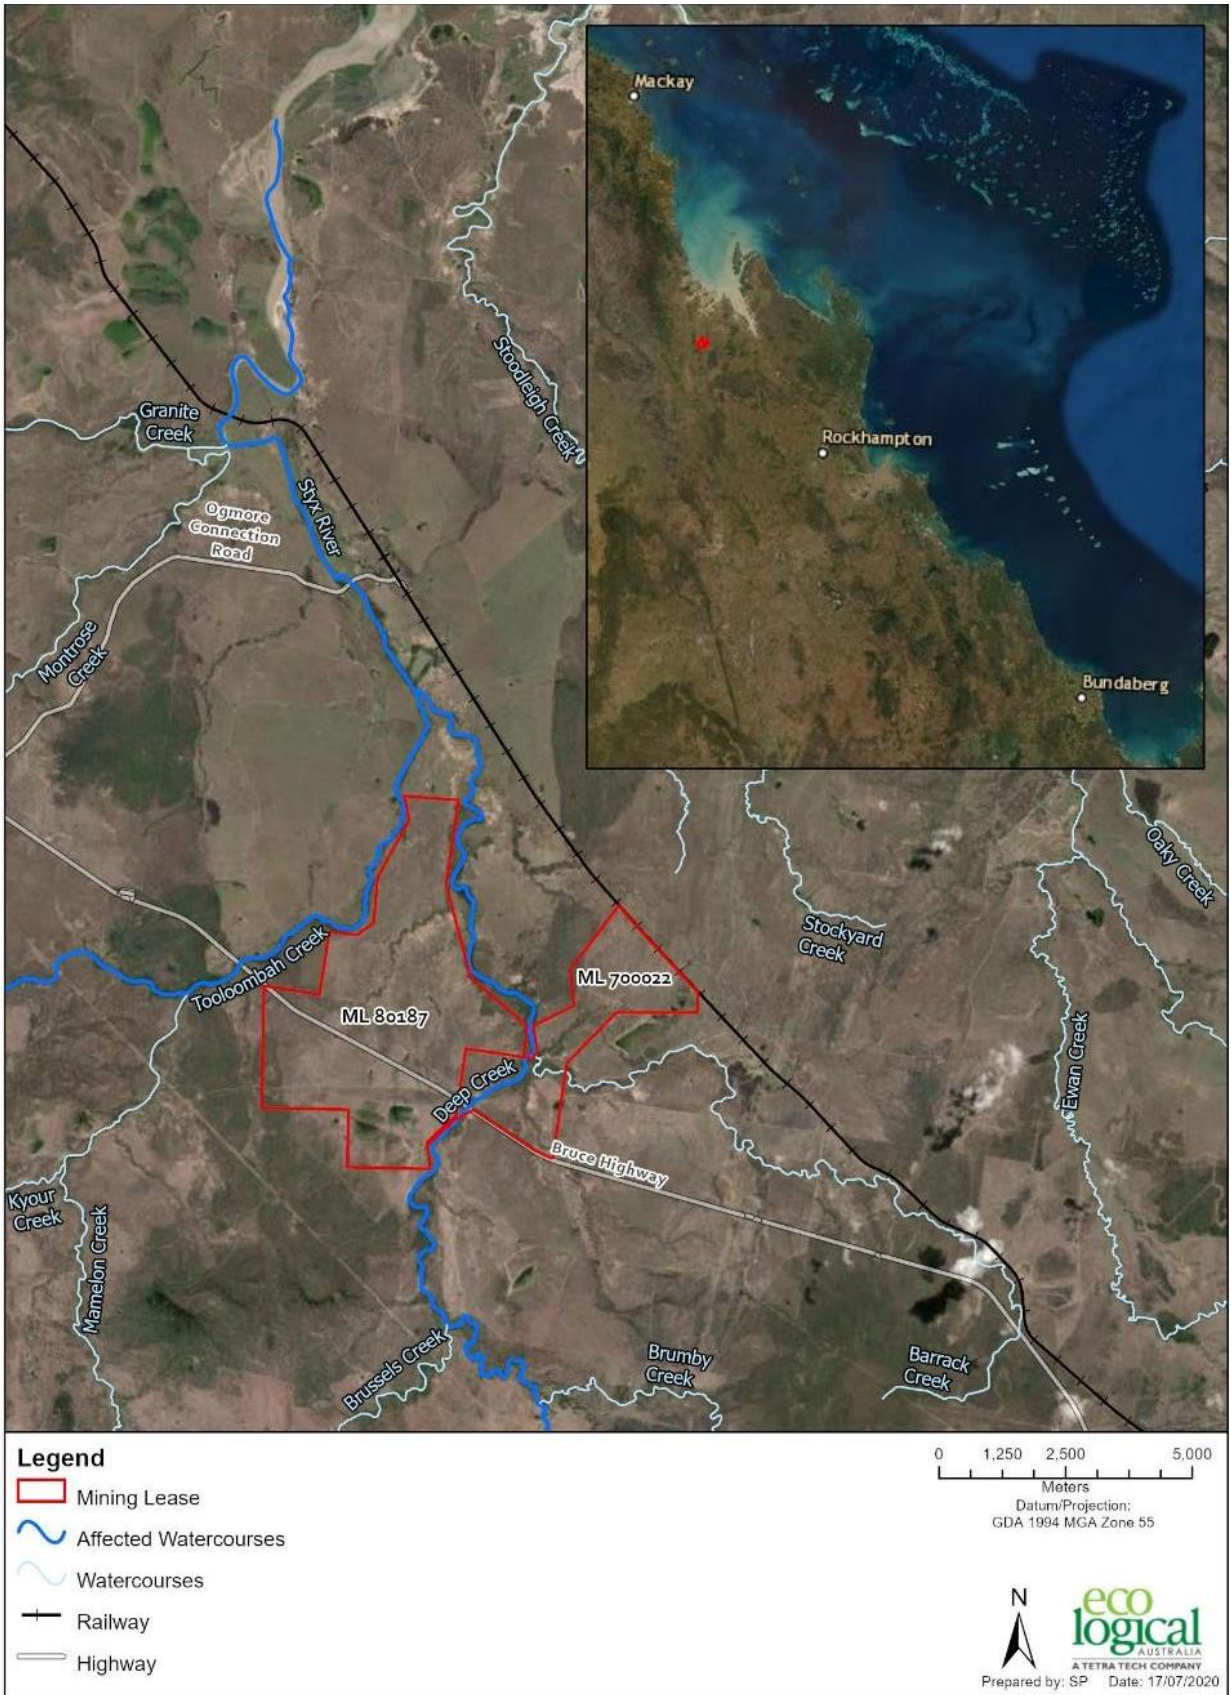 Mackay
Rockhampton
Bundaberg
Granite
Creek
Stoodleigh Creek
Styx River
Ogmore
Connection
Road
Montrose
Creek
Oaky Creek
Stockyard
Creek
Tooloombah Creek
ML 700022
ML 80187
Ewan Creek
Deep Creek
Bruce Highway
Kyour
Creek
Mamelon Creek
Brussels Creek
Brumby
Creek
Barrack
Creek
Legend
Mining Lease
Affected Watercourses
Watercourses
Railway
Highway
0 1,250 2,500 5,000
Meters
Datum/Projection:
GDA 1994 MGA Zone 55
N
eco
logical
AUSTRALIA
A TETRA TECH COMPANY
Prepared by: SP Date: 17/07/2020